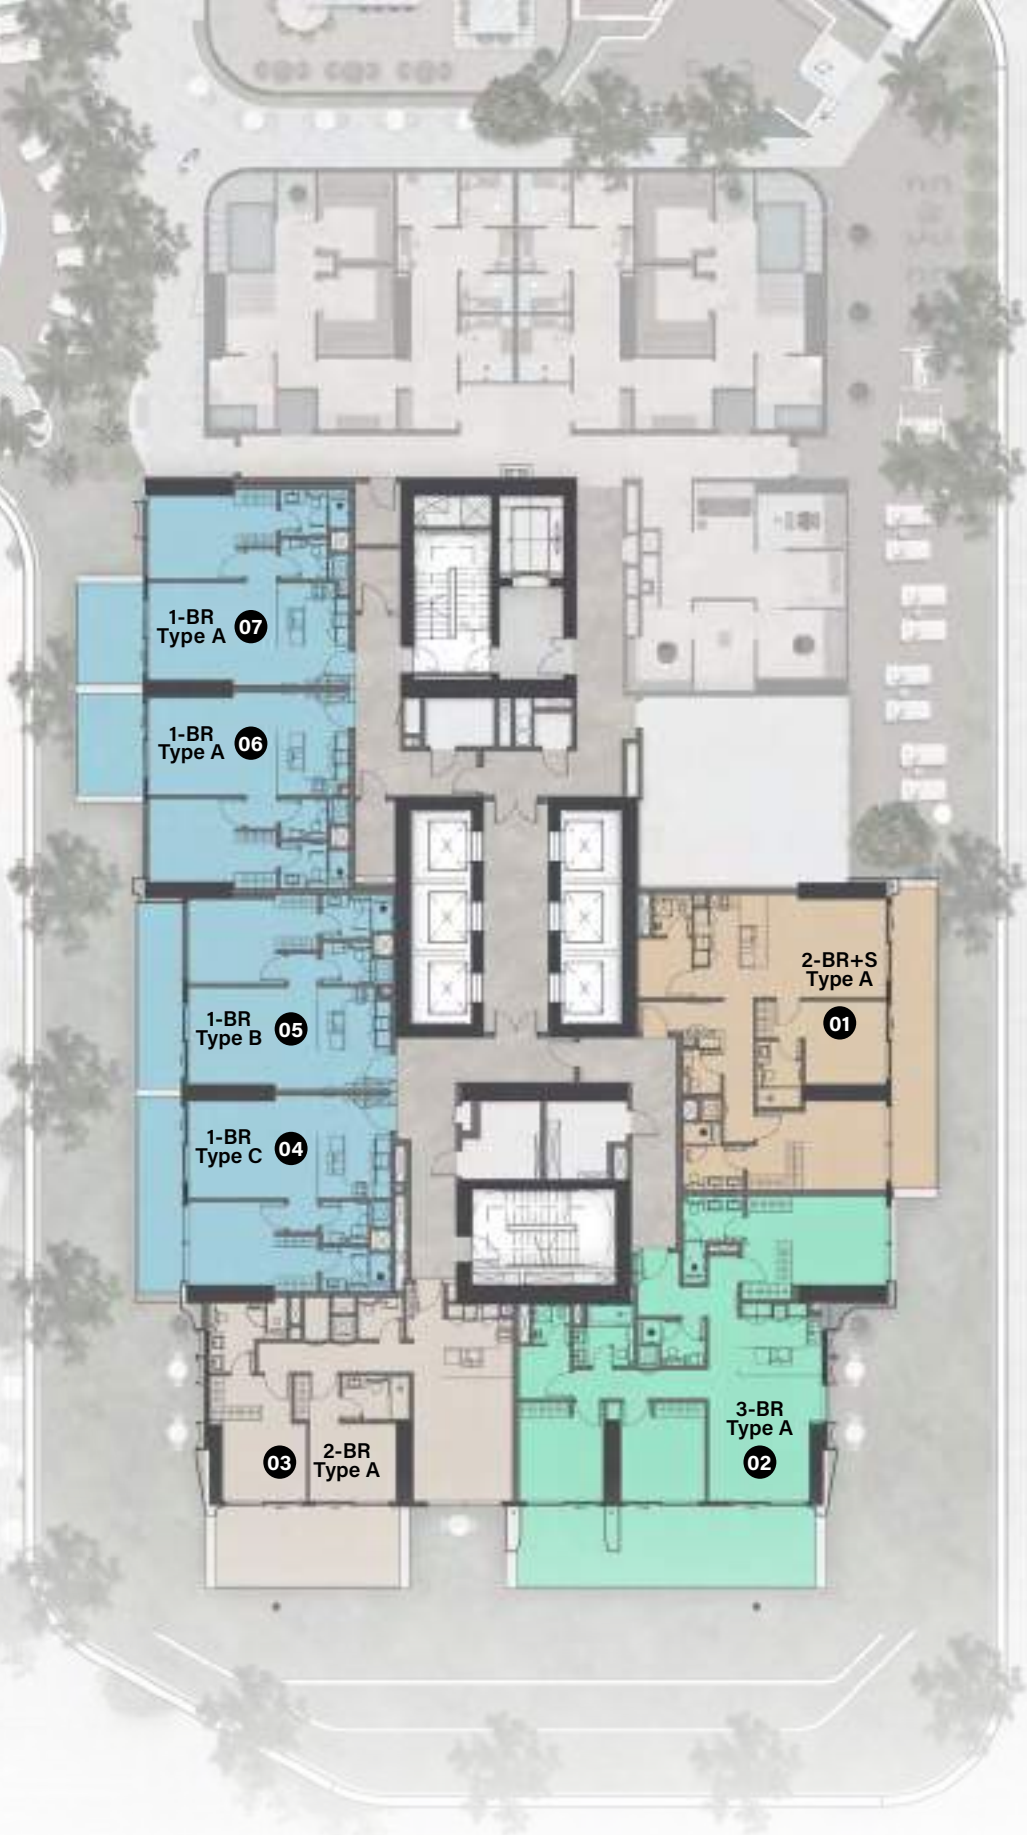 1-BR
Type A 07
1-BR
Type A 06
2-BR+S
Type A
01
1-BR
Type B 05
1-BR
Type C 04
3-BR
Type A
02
03 2-BR
Type A